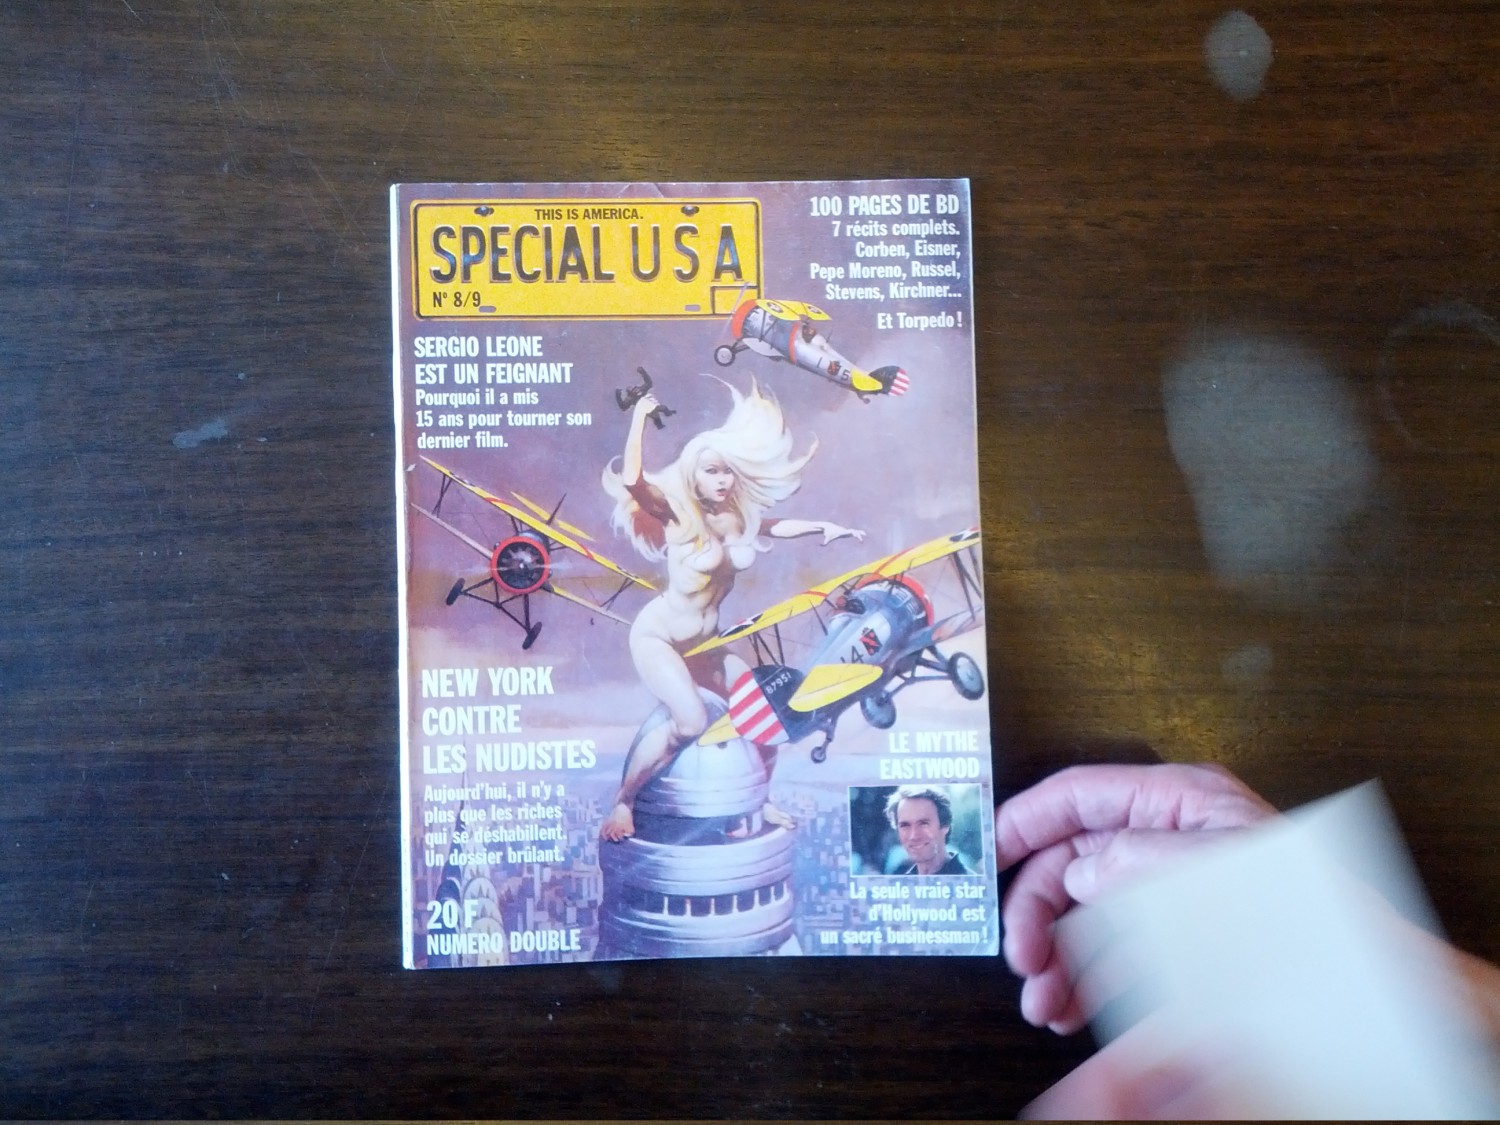 THIS IS AMERICA.
SPECIAL USA
N° 8/9
100 PAGES DE BD
7 récits complets.
Corben, Eisner,
Pepe Moreno, Russel,
Stevens, Kirchner...
Et Torpedo !
SERGIO LEONE
EST UN FEIGNANT
Pourquoi il a mis
15 ans pour tourner son
dernier film.
NEW YORK
CONTRE
LES NUDISTES
Aujourd'hui, il n'y a
plus que les riches
qui se déshabillent.
Un dossier brûlant.
20 F
NUMERO DOUBLE
14
87951
LE MYTHE
EASTWOOD
La seule vraie star
d'Hollywood est
un sacré businessman !